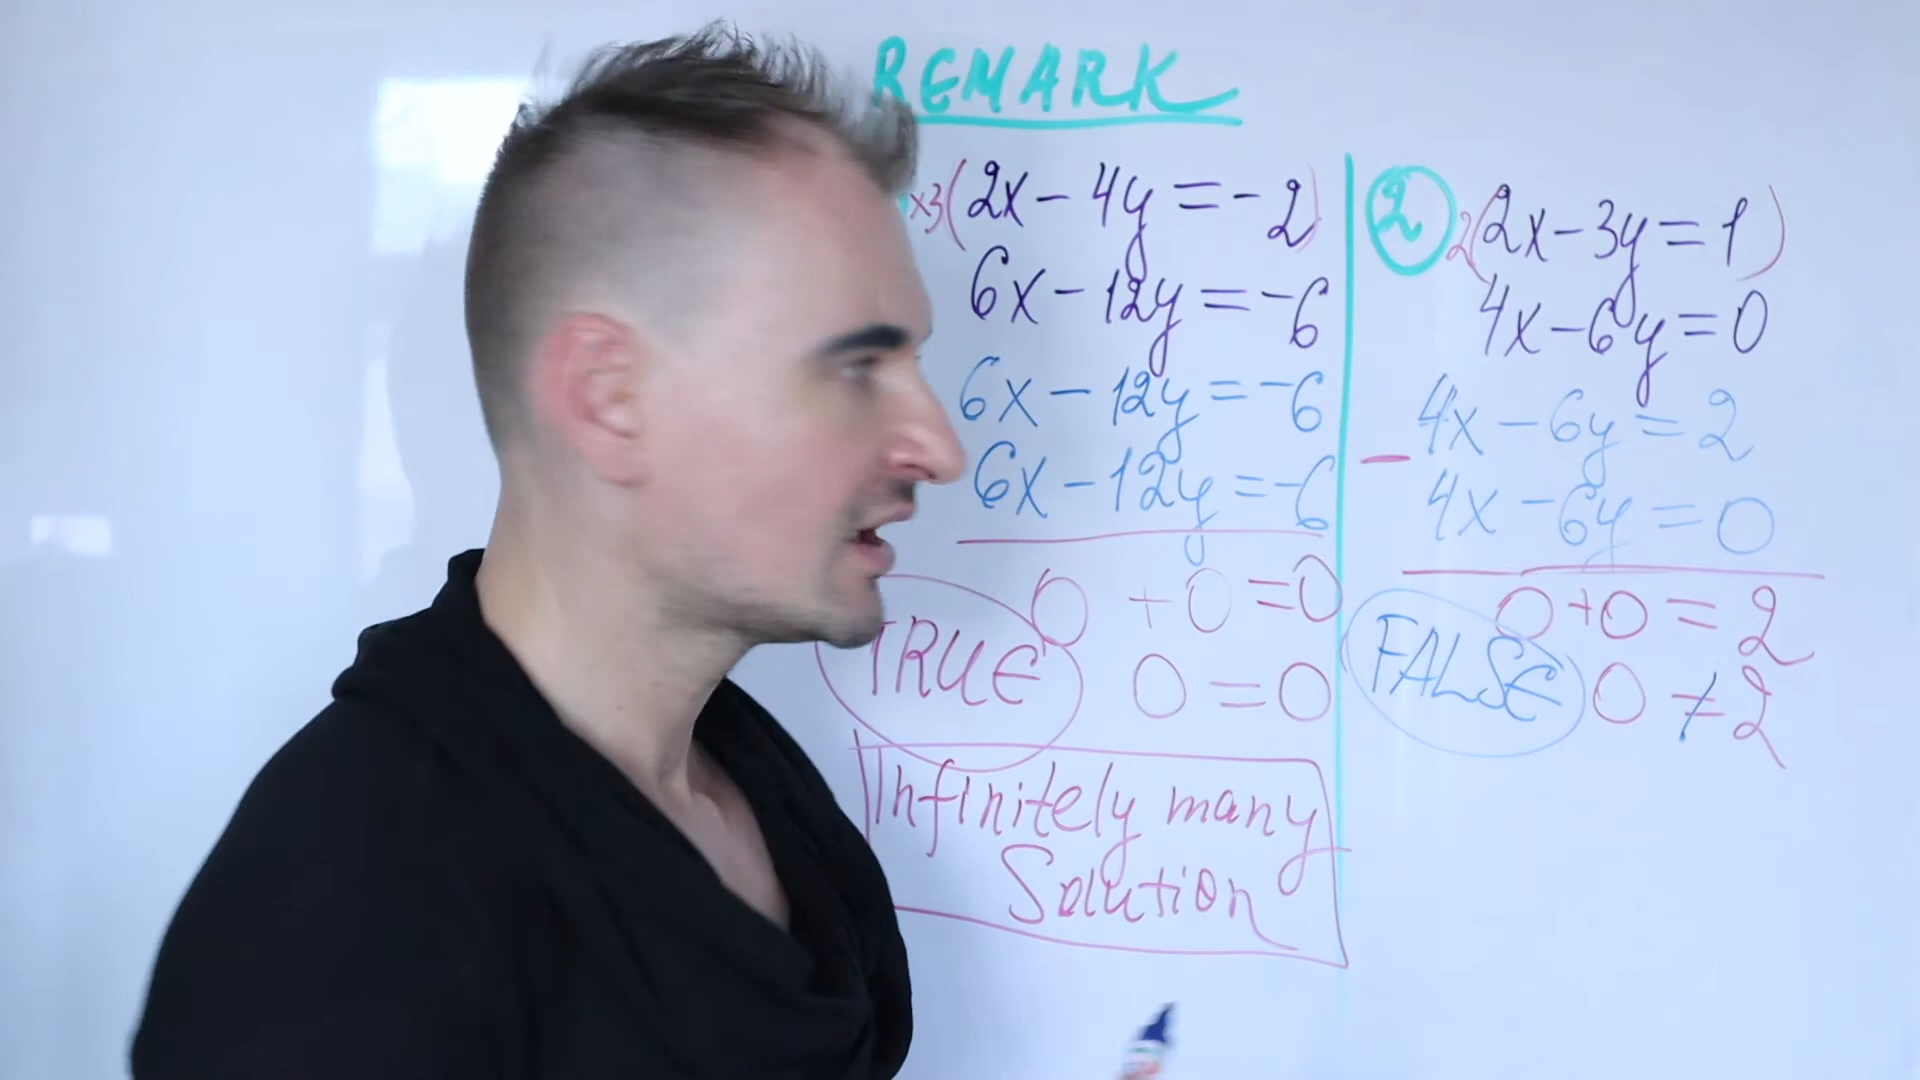 REMARK
x3(2x - 4y = -2)
6x - 12y = -6
6x - 12y = -6
6x - 12y = -6
0 + 0 = 0
TRUE 0 = 0
Infinitely many
Solution
2 2(2x - 3y = 1)
4x - 6y = 0
4x - 6y = 2
- 4x - 6y = 0
0 + 0 = 2
FALSE 0 ≠ 2